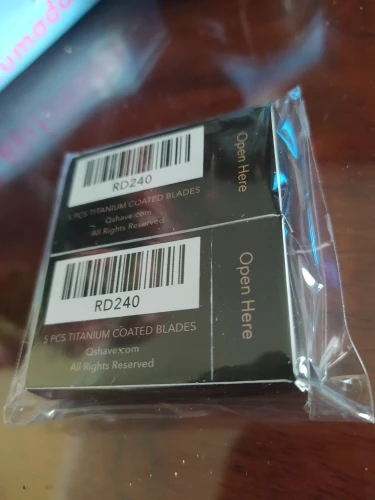 RD240
5 PCS TITANIUM COATED BLADES
Qshave.com
All Rights Reserved
Open Here
RD240
5 PCS TITANIUM COATED BLADES
Qshave.com
All Rights Reserved
Open Here